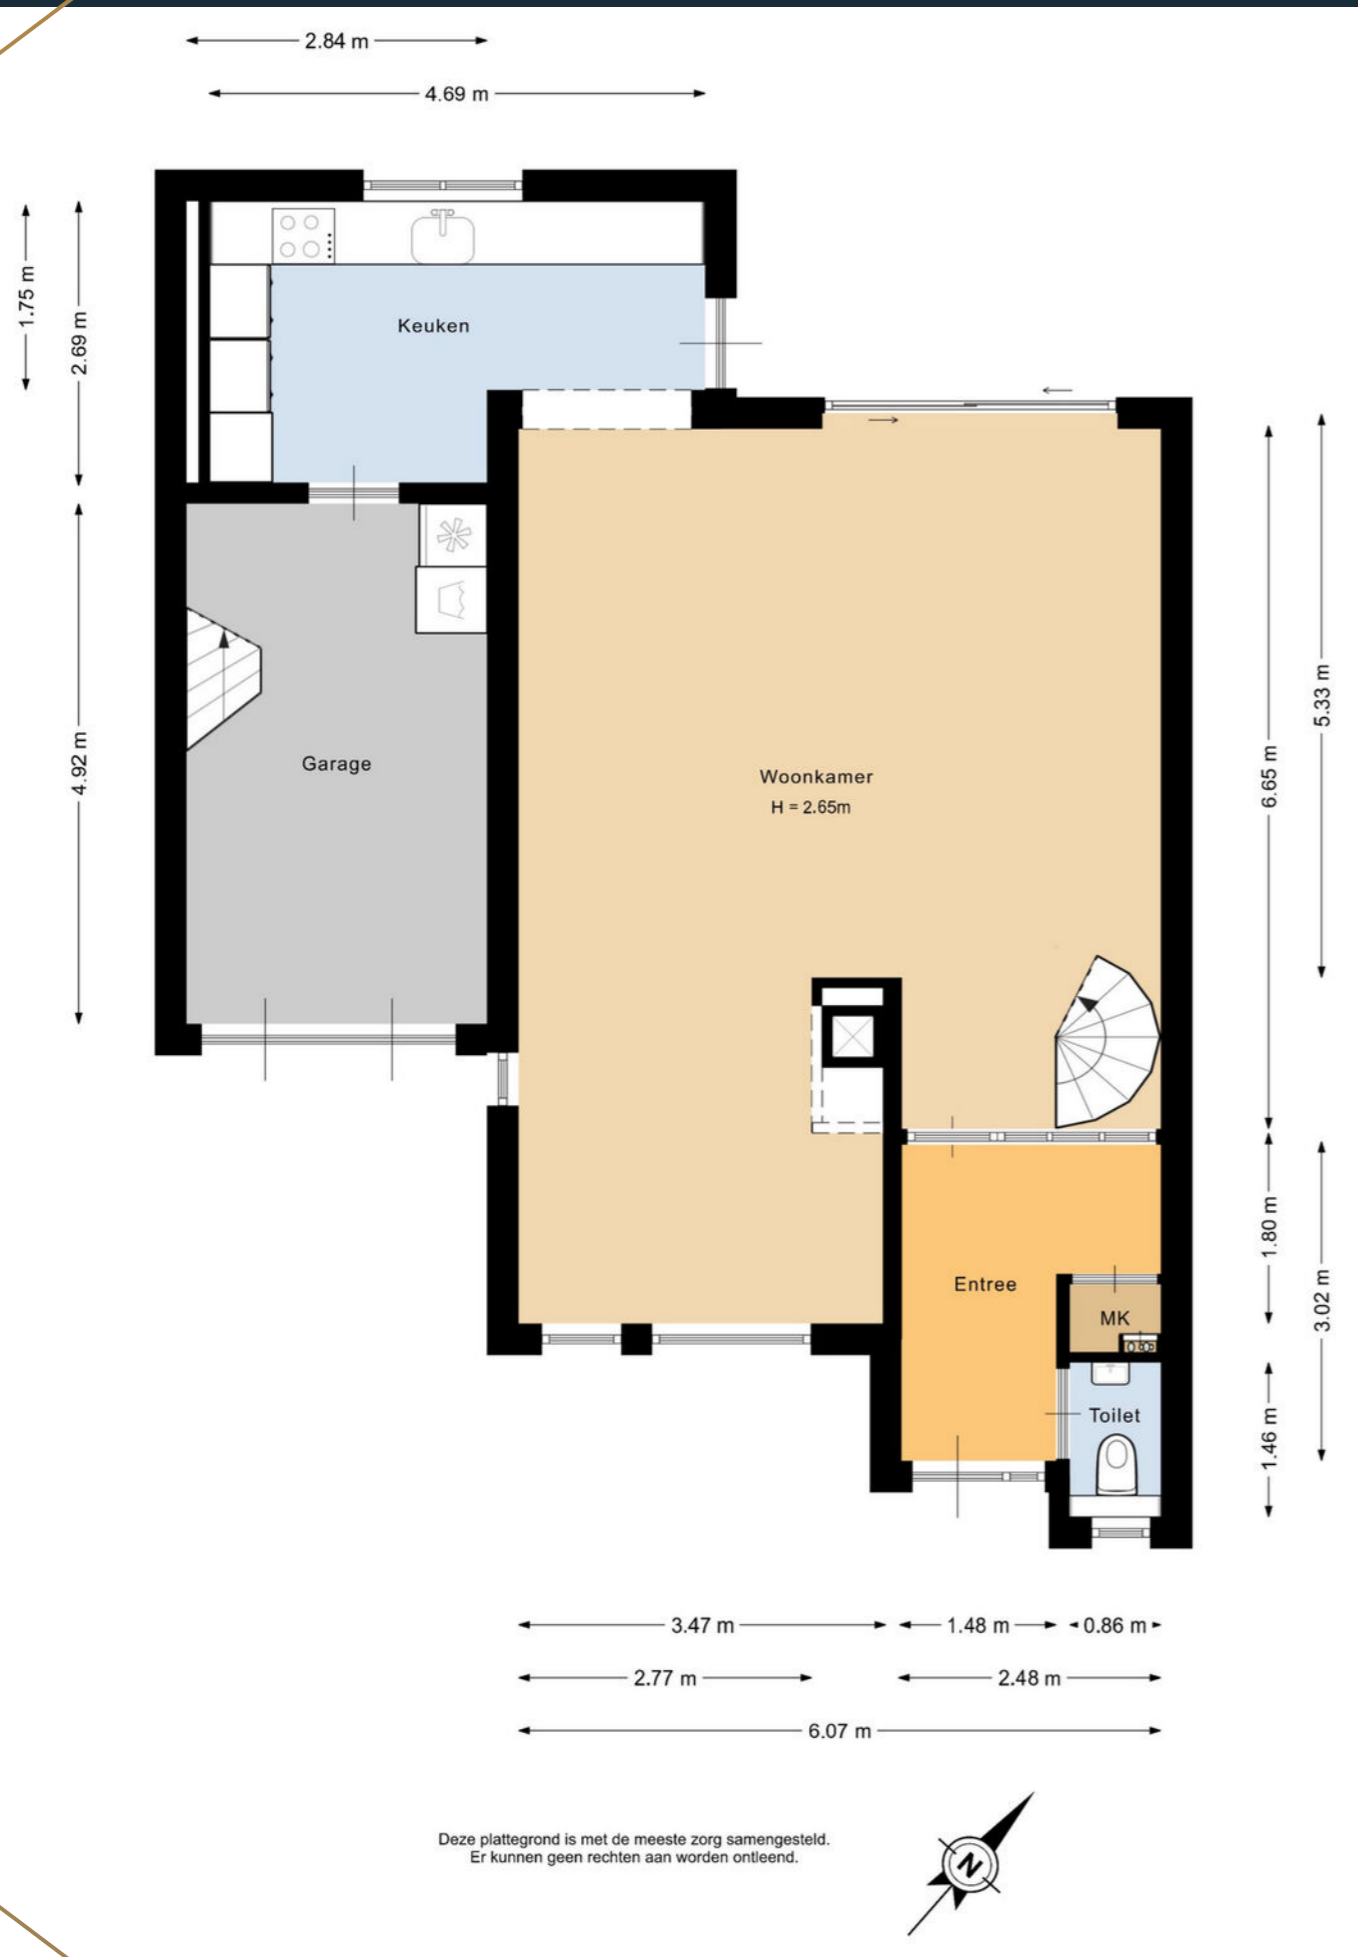 2.84 m
4.69 m
1.75 m
2.69 m
Keuken
4.92 m
Garage
Woonkamer
H = 2.65m
5.33 m
6.65 m
1.80 m
3.02 m
Entree
MK
Toilet
1.46 m
3.47 m
1.48 m
0.86 m
2.77 m
2.48 m
6.07 m
Deze plattegrond is met de meeste zorg samengesteld.
Er kunnen geen rechten aan worden ontleend.
N